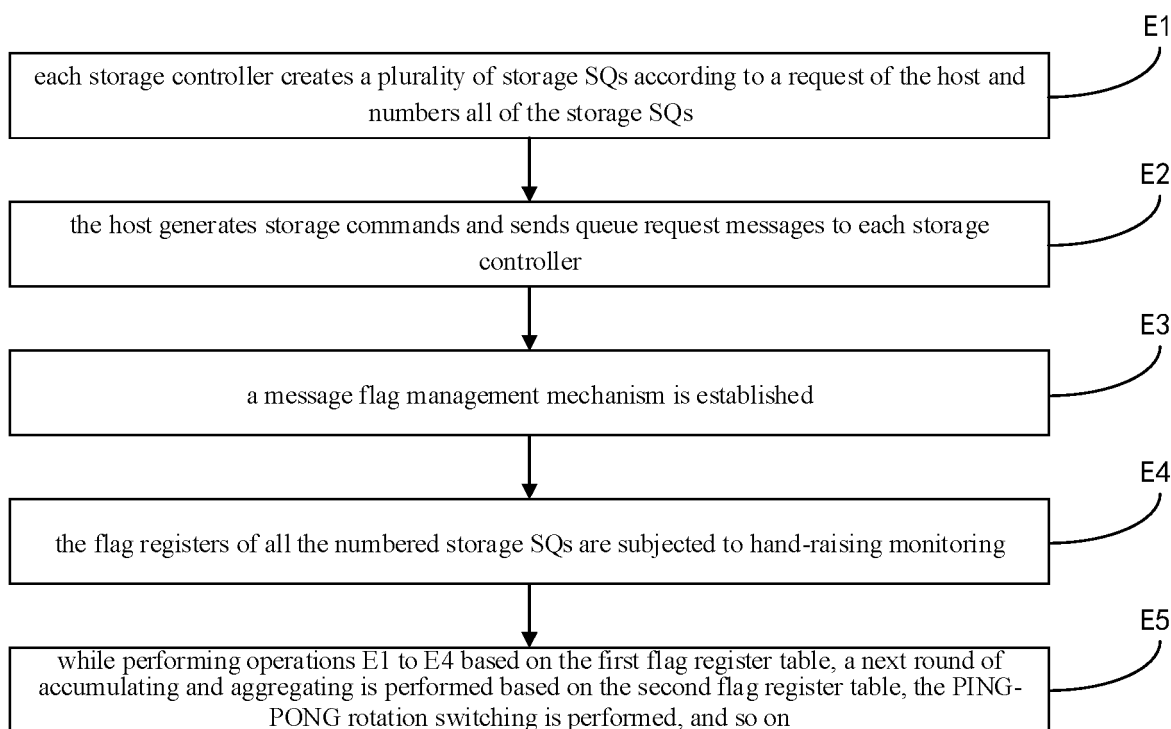 E1
each storage controller creates a plurality of storage SQs according to a request of the host and
numbers all of the storage SQs
E2
the host generates storage commands and sends queue request messages to each storage
controller
E3
a message flag management mechanism is established
E4
the flag registers of all the numbered storage SQs are subjected to hand-raising monitoring
E5
while performing operations E1 to E4 based on the first flag register table, a next round of
accumulating and aggregating is performed based on the second flag register table, the PING-
PONG rotation switching is performed, and so on